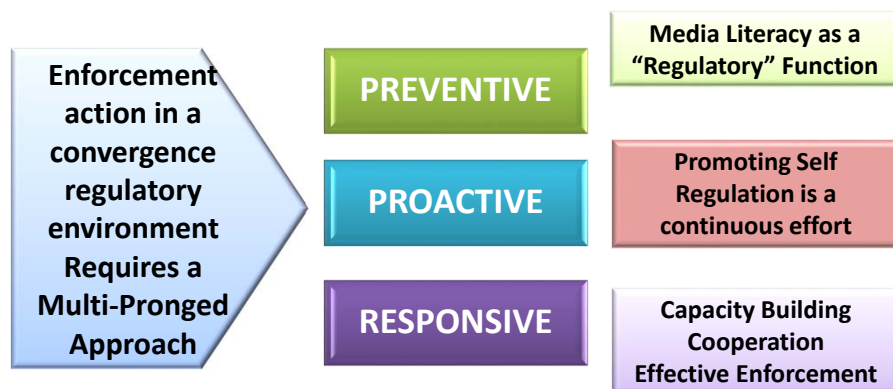 Enforcement
action in a
convergence
regulatory
environment
Requires a
Multi-Pronged
Approach
PREVENTIVE
Media Literacy as a
“Regulatory” Function
PROACTIVE
Promoting Self
Regulation is a
continuous effort
RESPONSIVE
Capacity Building
Cooperation
Effective Enforcement